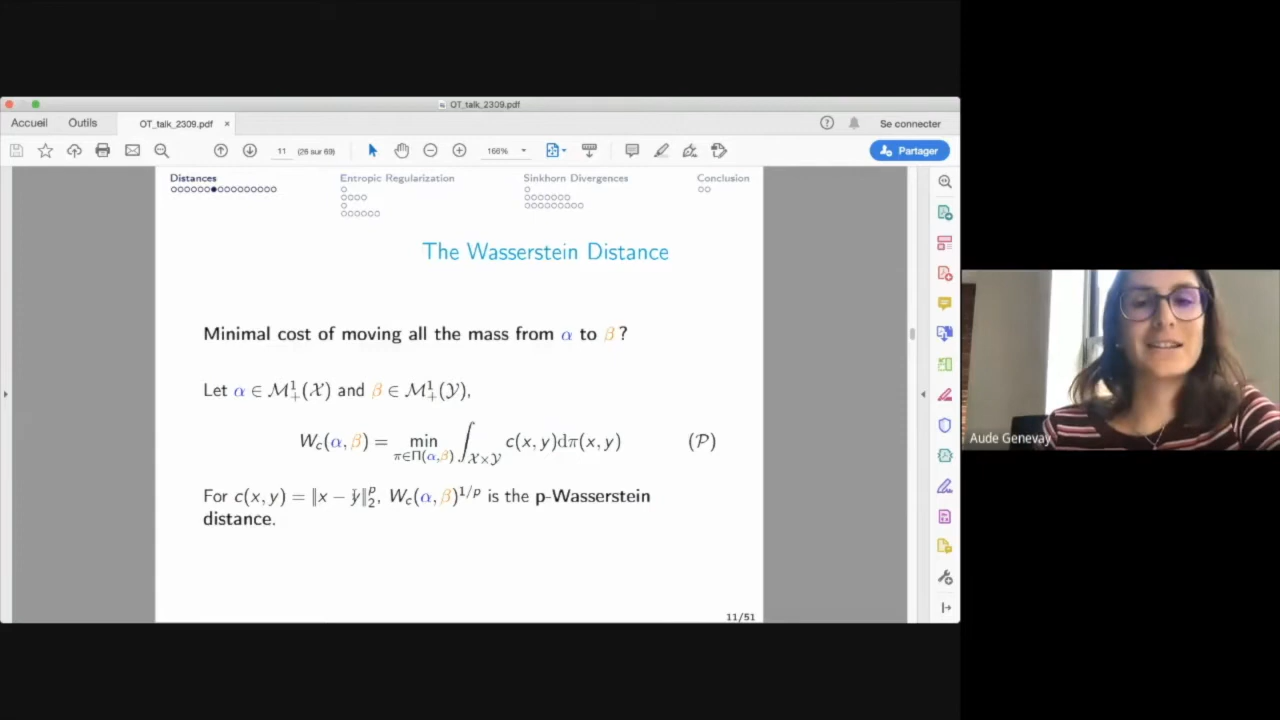 OT_talk_2309.pdf
Accueil
Outils
OT_talk_2309.pdf ×
Se connecter
11 (26 sur 69)
166%
Partager
Distances
Entropic Regularization
Sinkhorn Divergences
Conclusion
The Wasserstein Distance
Minimal cost of moving all the mass from α to β ?
Let α ∈ ℳ¹₊(𝒳) and β ∈ ℳ¹₊(𝒴),
W_c(α, β) = min_{π∈Π(α,β)} ∫_{𝒳×𝒴} c(x, y)dπ(x, y) (𝒫)
For c(x, y) = ‖x − y‖₂^p, W_c(α, β)^{1/p} is the p-Wasserstein
distance.
11/51
Aude Genevay